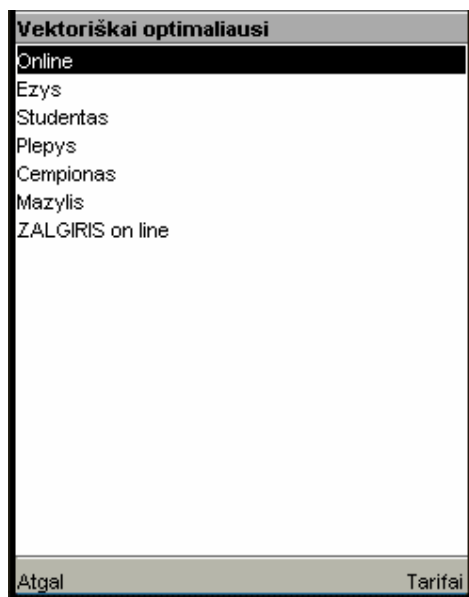 Vektoriškai optimaliausi
Online
Ezys
Studentas
Plepys
Cempionas
Mazylis
ZALGIRIS on line
Atgal Tarifai